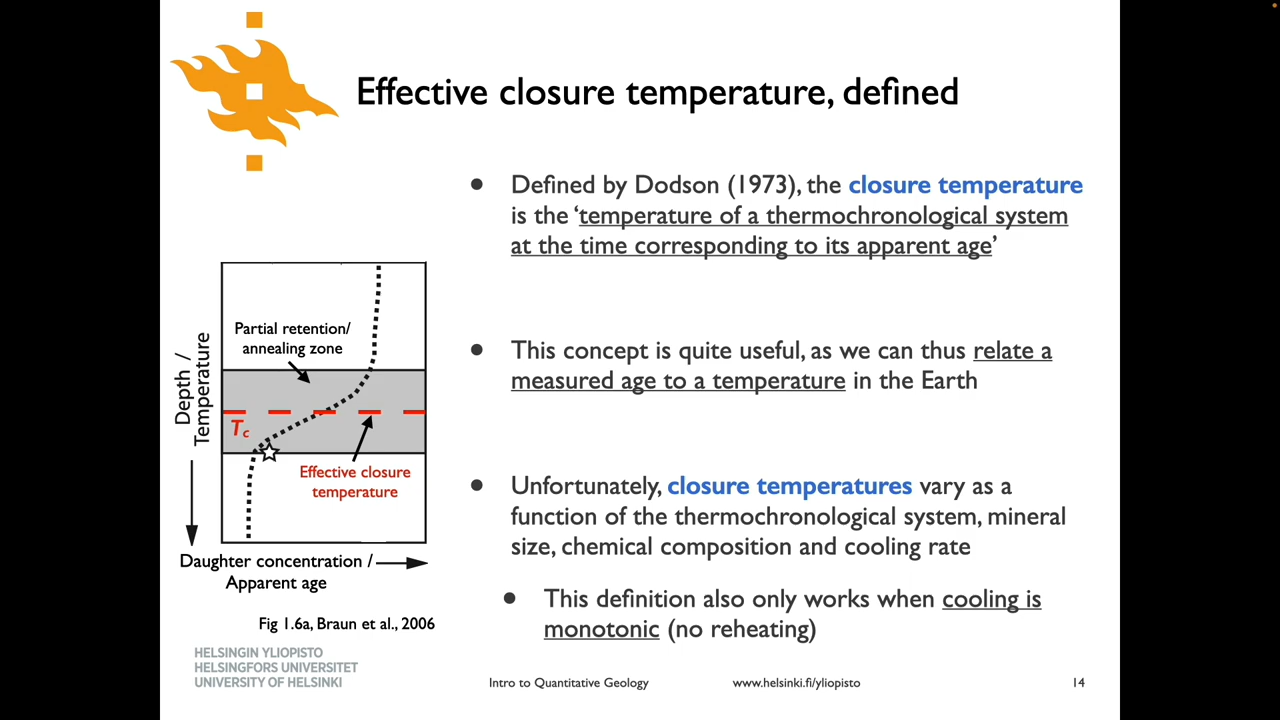 Effective closure temperature, defined
Defined by Dodson (1973), the closure temperature
is the ‘temperature of a thermochronological system
at the time corresponding to its apparent age’
This concept is quite useful, as we can thus relate a
measured age to a temperature in the Earth
Unfortunately, closure temperatures vary as a
function of the thermochronological system, mineral
size, chemical composition and cooling rate
This definition also only works when cooling is
monotonic (no reheating)
Partial retention/
annealing zone
Depth /
Temperature
Tc
Effective closure
temperature
Daughter concentration /
Apparent age
Fig 1.6a, Braun et al., 2006
HELSINGIN YLIOPISTO
HELSINGFORS UNIVERSITET
UNIVERSITY OF HELSINKI
Intro to Quantitative Geology
www.helsinki.fi/yliopisto
14